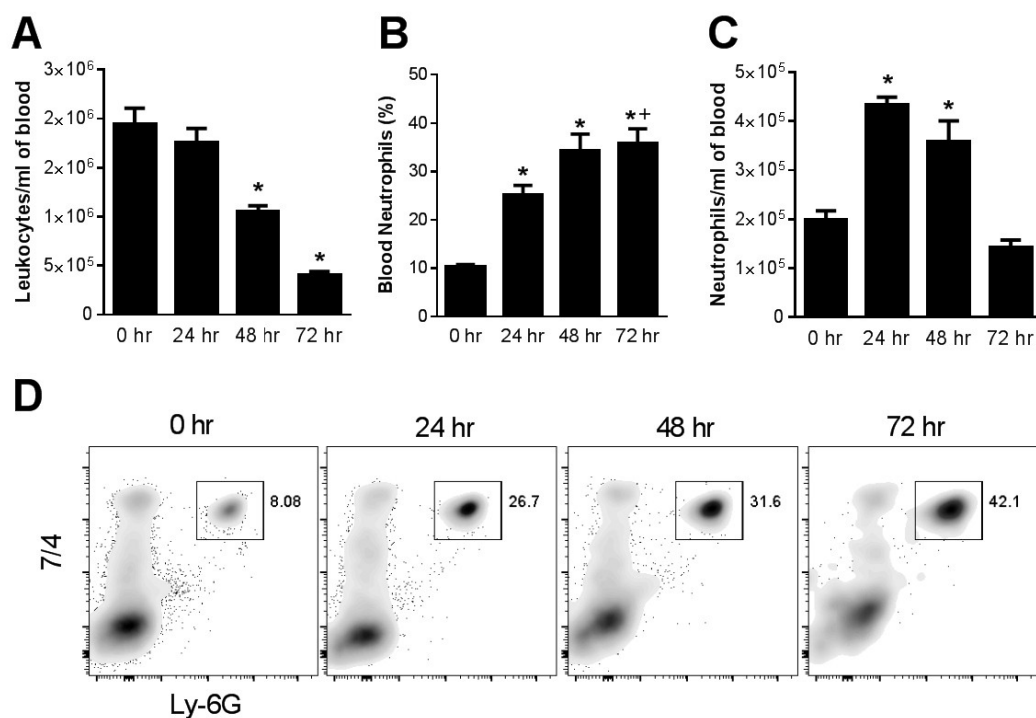 A
Leukocytes/ml of blood
3×10⁶
2×10⁶
2×10⁶
1×10⁶
5×10⁵
0
*
*
0 hr 24 hr 48 hr 72 hr
B
Blood Neutrophils (%)
50
40
30
20
10
0
*
*
*+
0 hr 24 hr 48 hr 72 hr
C
Neutrophils/ml of blood
5×10⁵
4×10⁵
3×10⁵
2×10⁵
1×10⁵
0
*
*
0 hr 24 hr 48 hr 72 hr
D
0 hr 24 hr 48 hr 72 hr
8.08 26.7 31.6 42.1
7/4
Ly-6G